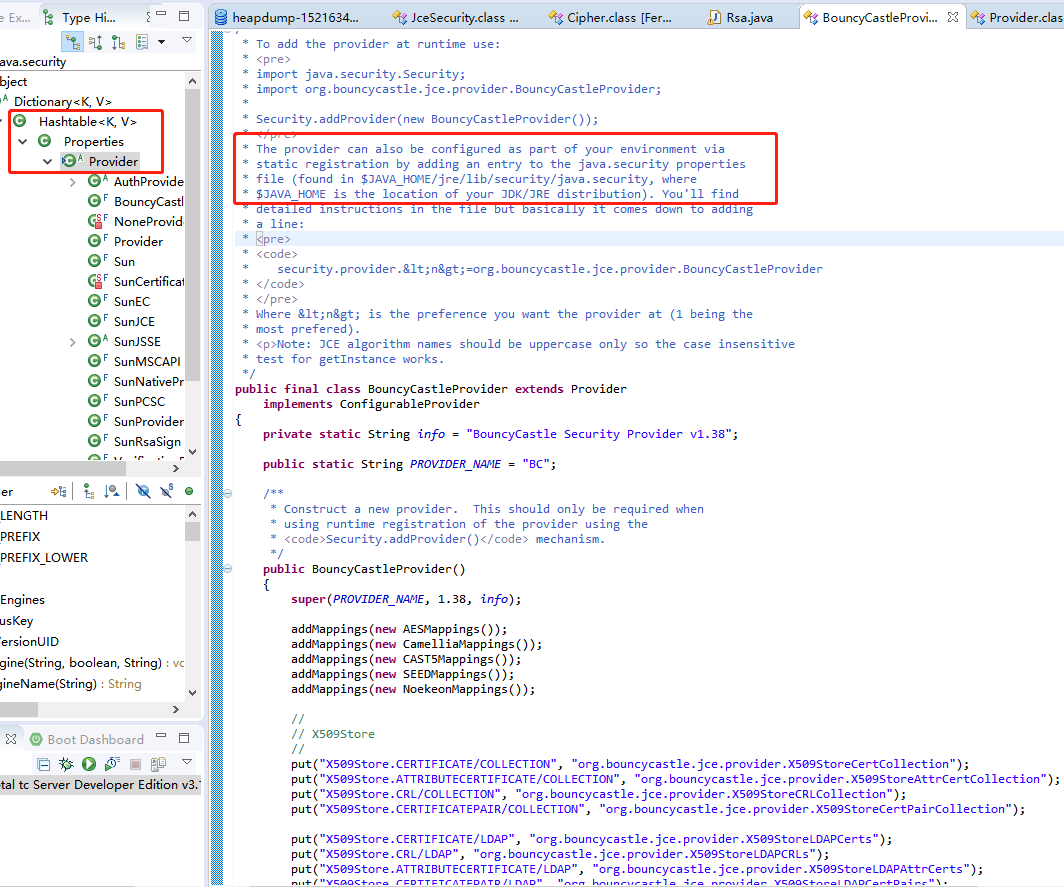 Type Hi...
heapdump-1521634...
JceSecurity.class ...
Cipher.class [Fer...
Rsa.java
BouncyCastleProvi...
Provider.clas
ava.security
bject
Dictionary<K, V>
Hashtable<K, V>
Properties
Provider
AuthProvide
BouncyCastl
NoneProvid
Provider
Sun
SunCertificat
SunEC
SunJCE
SunJSSE
SunMSCAPI
SunNativePr
SunPCSC
SunProvider
SunRsaSign
er
_LENGTH
_PREFIX
_PREFIX_LOWER
Engines
usKey
VersionUID
gine(String, boolean, String) : vo
gineName(String) : String
Boot Dashboard
otal tc Server Developer Edition v3.
* To add the provider at runtime use:
* <pre>
* import java.security.Security;
* import org.bouncycastle.jce.provider.BouncyCastleProvider;
*
* Security.addProvider(new BouncyCastleProvider());
* </pre>
* The provider can also be configured as part of your environment via
* static registration by adding an entry to the java.security properties
* file (found in $JAVA_HOME/jre/lib/security/java.security, where
* $JAVA_HOME is the location of your JDK/JRE distribution). You'll find
* detailed instructions in the file but basically it comes down to adding
* a line:
* <pre>
* <code>
*    security.provider.&lt;n&gt;=org.bouncycastle.jce.provider.BouncyCastleProvider
* </code>
* </pre>
* Where &lt;n&gt; is the preference you want the provider at (1 being the
* most prefered).
* <p>Note: JCE algorithm names should be uppercase only so the case insensitive
* test for getInstance works.
*/
public final class BouncyCastleProvider extends Provider
implements ConfigurableProvider
{
private static String info = "BouncyCastle Security Provider v1.38";
public static String PROVIDER_NAME = "BC";
/**
* Construct a new provider.  This should only be required when
* using runtime registration of the provider using the
* <code>Security.addProvider()</code> mechanism.
*/
public BouncyCastleProvider()
{
super(PROVIDER_NAME, 1.38, info);
addMappings(new AESMappings());
addMappings(new CamelliaMappings());
addMappings(new CAST5Mappings());
addMappings(new SEEDMappings());
addMappings(new NoekeonMappings());
//
// X509Store
//
put("X509Store.CERTIFICATE/COLLECTION", "org.bouncycastle.jce.provider.X509StoreCertCollection");
put("X509Store.ATTRIBUTECERTIFICATE/COLLECTION", "org.bouncycastle.jce.provider.X509StoreAttrCertCollection");
put("X509Store.CRL/COLLECTION", "org.bouncycastle.jce.provider.X509StoreCRLCollection");
put("X509Store.CERTIFICATEPAIR/COLLECTION", "org.bouncycastle.jce.provider.X509StoreCertPairCollection");
put("X509Store.CERTIFICATE/LDAP", "org.bouncycastle.jce.provider.X509StoreLDAPCerts");
put("X509Store.CRL/LDAP", "org.bouncycastle.jce.provider.X509StoreLDAPCRLs");
put("X509Store.ATTRIBUTECERTIFICATE/LDAP", "org.bouncycastle.jce.provider.X509StoreLDAPAttrCerts");
put("X509Store.CERTIFICATEPAIR/LDAP", "org.bouncycastle.jce.provider.X509StoreLDAPCertPairs");